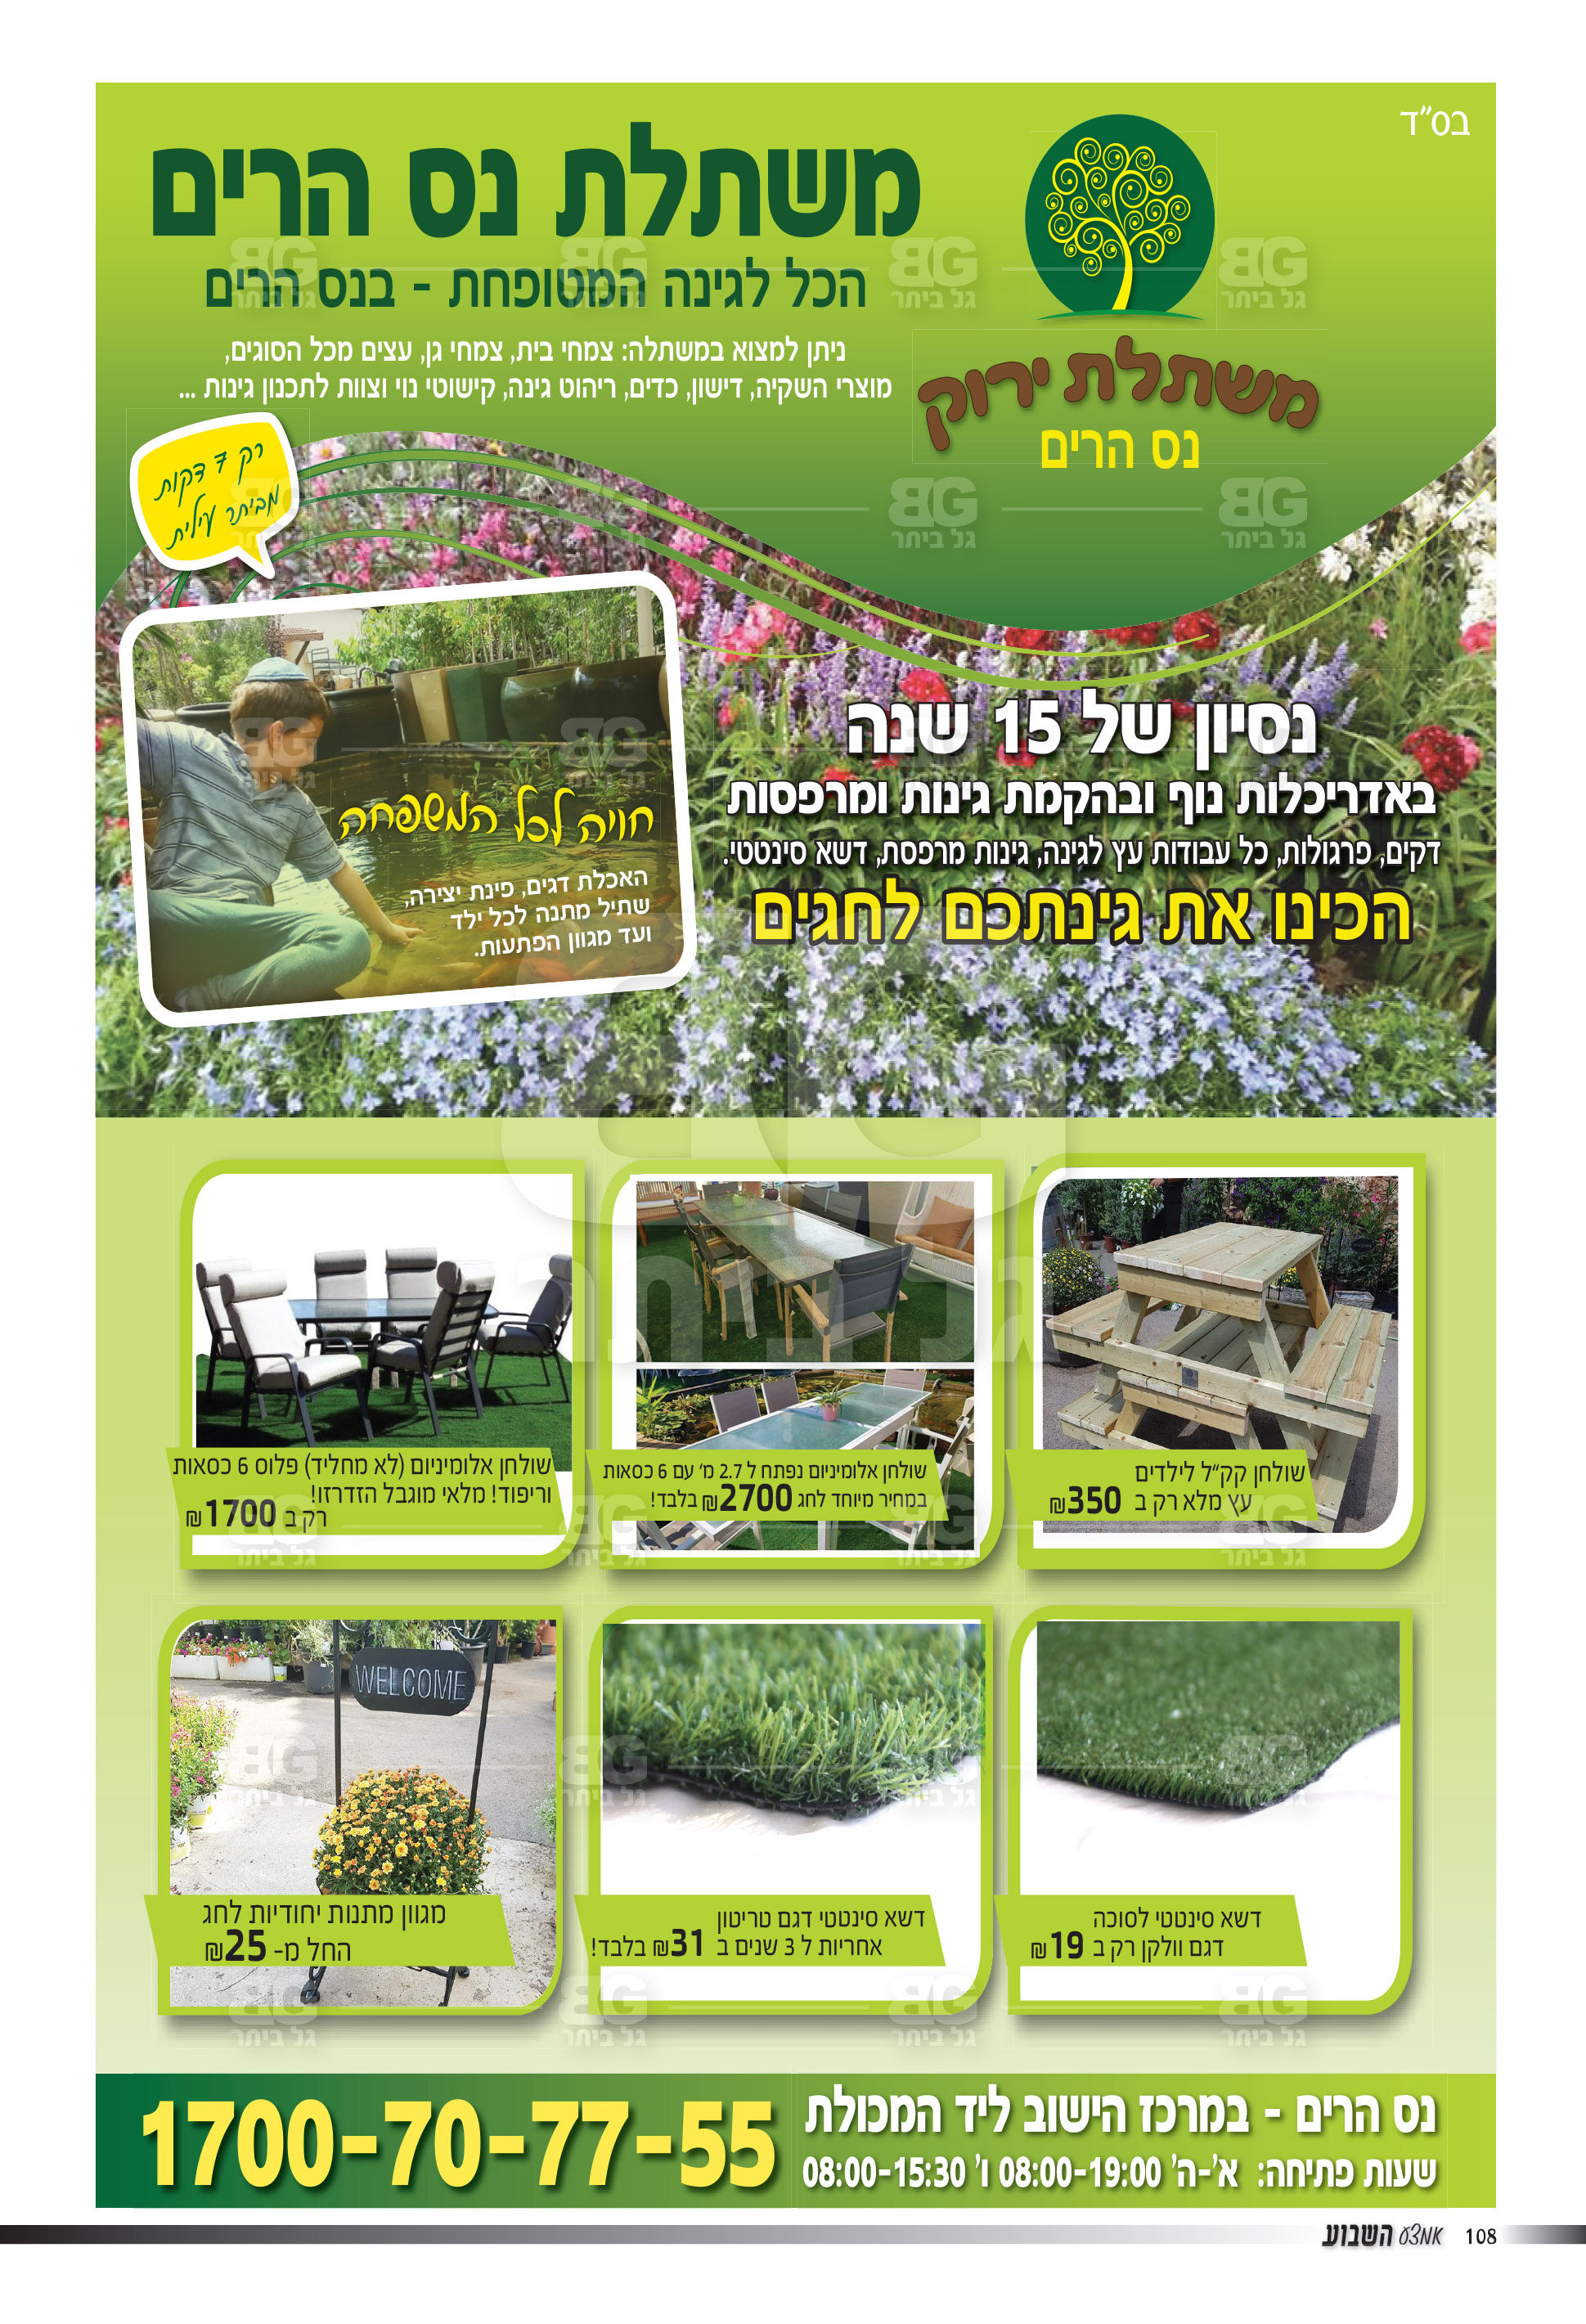 בס"ד
משתלת נס הרים
הכל לגינה המטופחת - בנס הרים
ניתן למצוא במשתלה: צמחי בית, צמחי גן, עצים מכל הסוגים,
מוצרי השקיה, דישון, כדים, ריהוט גינה, קישוטי נוי וצוות לתכנון גינות ...
משתלת ירוק
נס הרים
רק 7 דקות
מביתר עילית
נסיון של 15 שנה
באדריכלות נוף ובהקמת גינות ומרפסות
דקים, פרגולות, כל עבודות עץ לגינה, גינות מרפסת, דשא סינטטי.
הכינו את גינתכם לחגים
חוויה לכל המשפחה
האכלת דגים, פינת יצירה,
שתיל מתנה לכל ילד
ועד מגוון הפתעות.
שולחן קק"ל לילדים
עץ מלא רק ב 350₪
שולחן אלומיניום נפתח ל 2.7 מ' עם 6 כסאות
במחיר מיוחד לחג 2700₪ בלבד!
שולחן אלומיניום (לא מחליד) פלוס 6 כסאות
וריפוד! מלאי מוגבל הזדרזו!
רק ב 1700₪
דשא סינטטי לסוכה
דגם וולקן רק ב 19₪
דשא סינטטי דגם טריטון
אחריות ל 3 שנים ב 31₪ בלבד!
WELCOME
מגוון מתנות יחודיות לחג
החל מ- 25₪
נס הרים - במרכז הישוב ליד המכולת
שעות פתיחה: א'-ה' 08:00-19:00 ו' 08:00-15:30
1700-70-77-55
108 אמצע השבוע
BG
גל ביתר